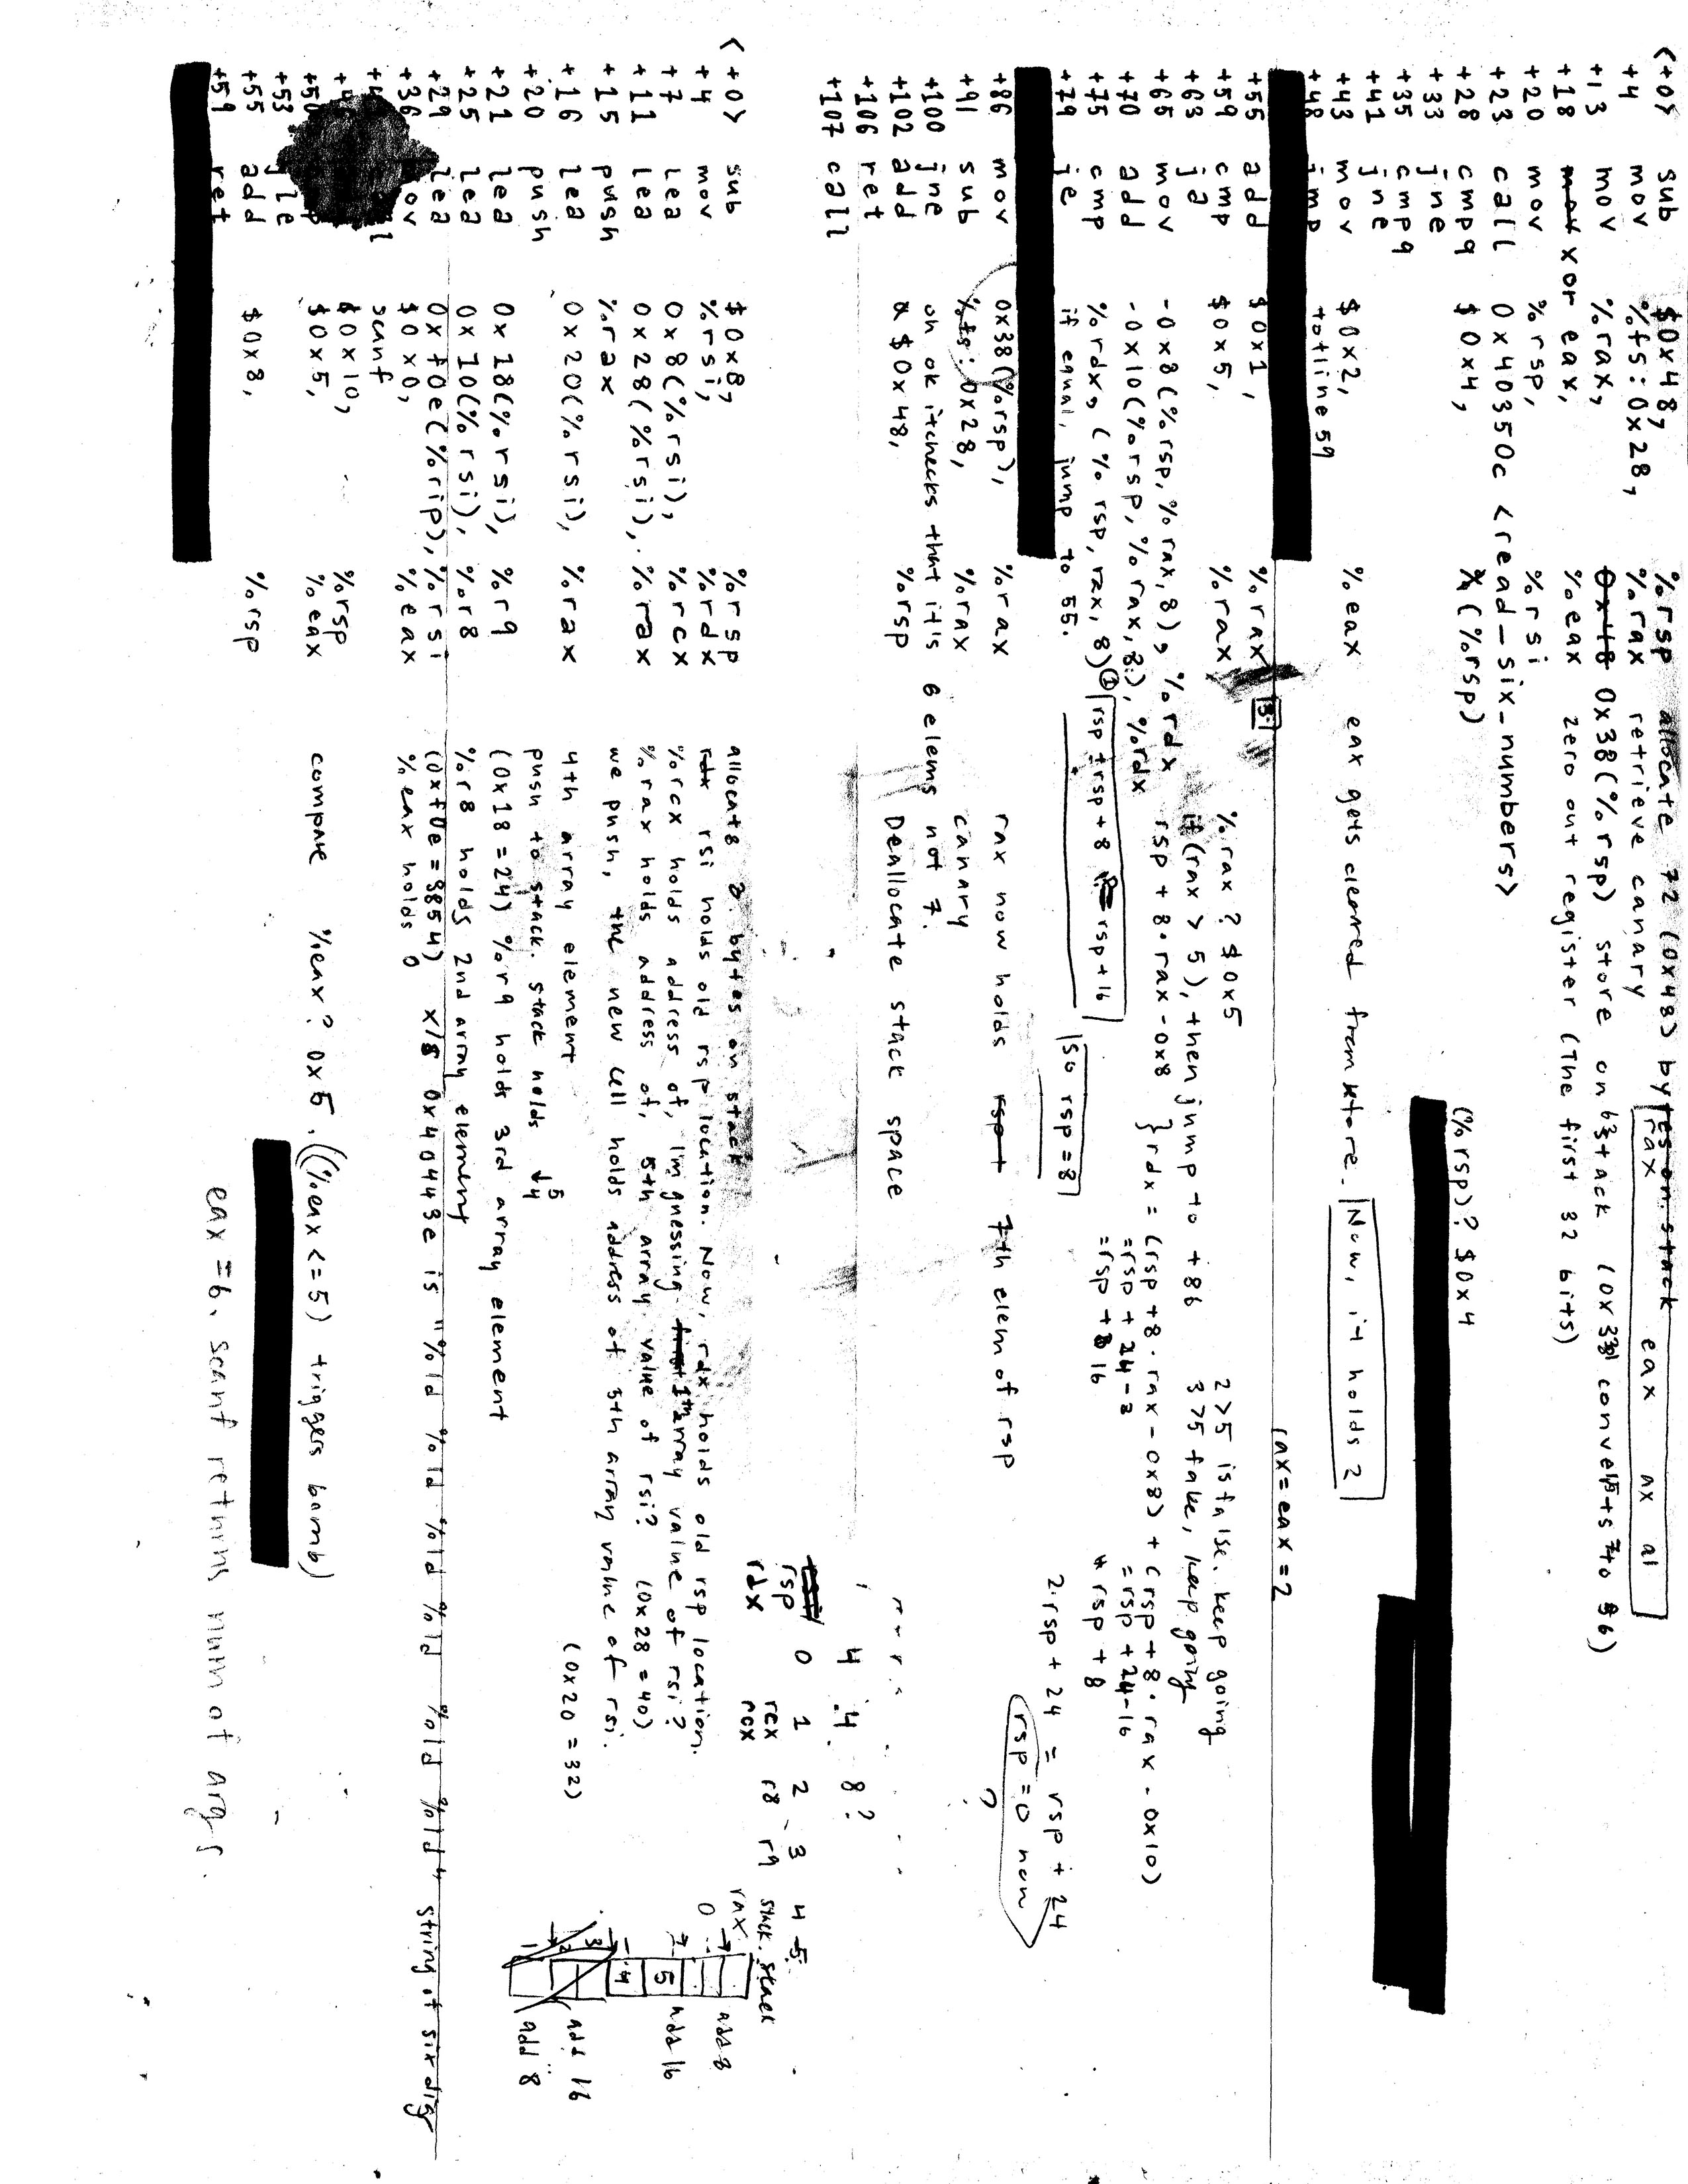 <+0> sub $0x48, %rsp allocate 72 (0x48) bytes on stack
+4 mov %fs:0x28, %rax retrieve canary rax eax ax al
+13 mov %rax, 0x48 0x38(%rsp) store on stack (0x38 converts to 56)
+18 mov xor eax, %eax zero out register (The first 32 bits)
+20 mov %rsp, %rsi
+23 call 0x40350c <read_six_numbers>
+28 cmpq $0x4, (%rsp) (%rsp)? $0x4
+33 jne
+35 cmpq
+41 jne
+43 mov $0x2, %eax eax gets cleared from before. Now, it holds 2
+48 jmp to line 59
rax = eax = 2
+55 add $0x1, %rax
+59 cmp $0x5, %rax %rax ? $0x5 2>5 is false. keep going
+63 ja if (rax > 5), then jump to +86 3>5 false, keep going
+65 mov -0x8(%rsp,%rax,8), %rdx rsp + 8·rax-0x8 } rdx = (rsp + 8·rax - 0x8) + (rsp + 8·rax - 0x10)
+70 add -0x10(%rsp,%rax,8), %rdx = rsp + 24-8 = rsp + 24-16
+75 cmp %rdx, (%rsp,rax,8) rsp + rsp+8 rsp+16 = rsp + 16 rsp + 8
+79 je if equal, jump to 55. So rsp = 8 2·rsp + 24 = rsp + 24
rsp = 0 now
?
+86 mov 0x38(%rsp), %rax rax now holds rsp + 7th elem of rsp
+91 sub %fs:0x28, %rax canary
+100 jne oh ok it checks that it's 6 elems not 7.
+102 add $0x48, %rsp Deallocate stack space
+106 ret
+107 call
4 4 8?
rsp 0 1 2 3 4 5
rdx rcx r8 r9 stack stack
rcx
<+0> sub $0x8, %rsp allocate 8 bytes on stack
+4 mov %rsi, %rdx rdx rsi holds old rsp location. Now, rdx holds old rsp location.
+7 lea 0x8(%rsi), %rcx %rcx holds address of, I'm guessing first 1th array value of rsi?
+11 lea 0x28(%rsi), %rax %rax holds address of, 5th array value of rsi? (0x28 = 40)
+15 push %rax we push, the new cell holds address of 5th array value of rsi.
+16 lea 0x20(%rsi), %rax 4th array element (0x20 = 32)
+20 push push to stack. stack holds 5 4
+21 lea 0x18(%rsi), %r9 (0x18 = 24) %r9 holds 3rd array element
+25 lea 0x10(%rsi), %r8 %r8 holds 2nd array element
+29 lea 0xf0e(%rip), %rsi (0xf0e = 3854) x/s 0x40443e is "%ld %ld %ld %ld %ld %ld" string of six digs
+36 mov $0x0, %eax %eax holds 0
scanf
$0x10, %rsp
$0x5, %eax compare %eax? 0x5. ((%eax <= 5) triggers bomb)
+53 jle
+55 add $0x8, %rsp
+59 ret
eax = 6. scanf returns num of args.
rax
0
5
4
3
2
1
add 8
add 16
add 16
add 8